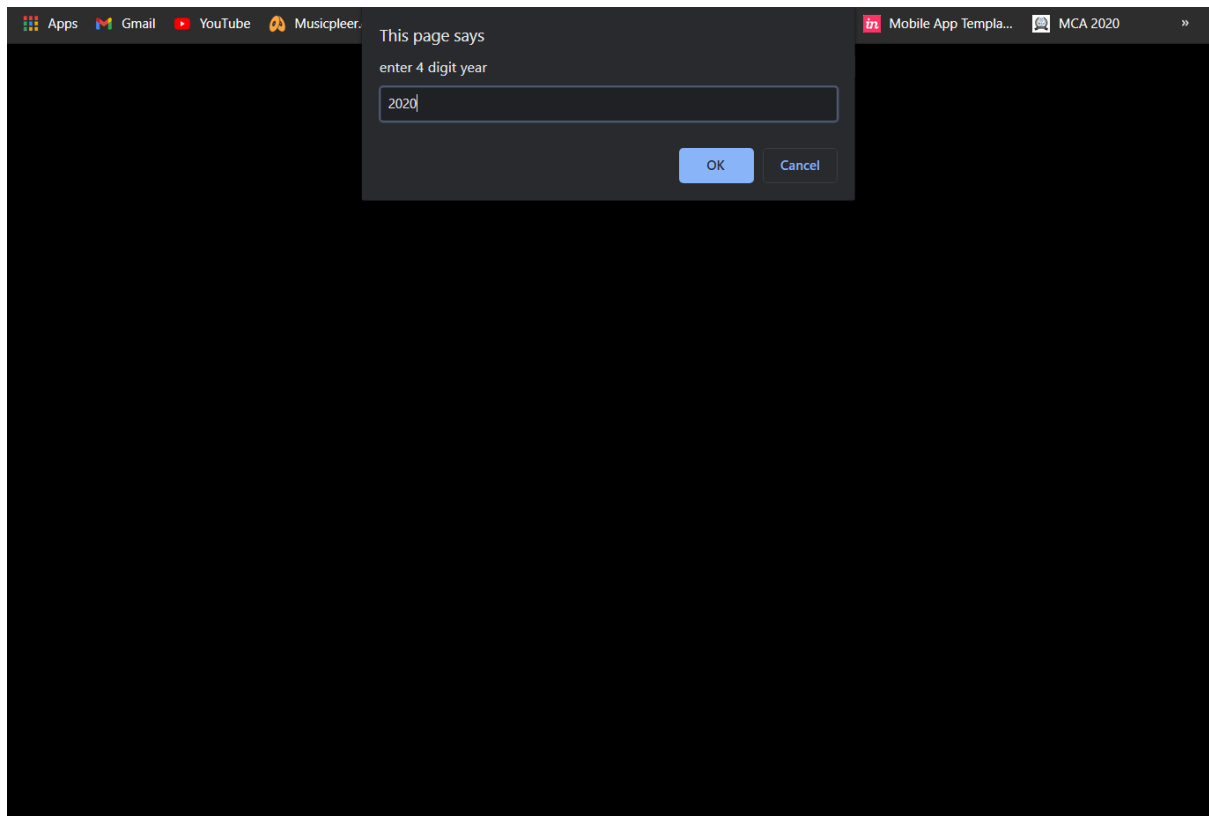 Apps Gmail YouTube Musicpleer. in Mobile App Templa... MCA 2020 »
This page says
enter 4 digit year
2020
OK Cancel